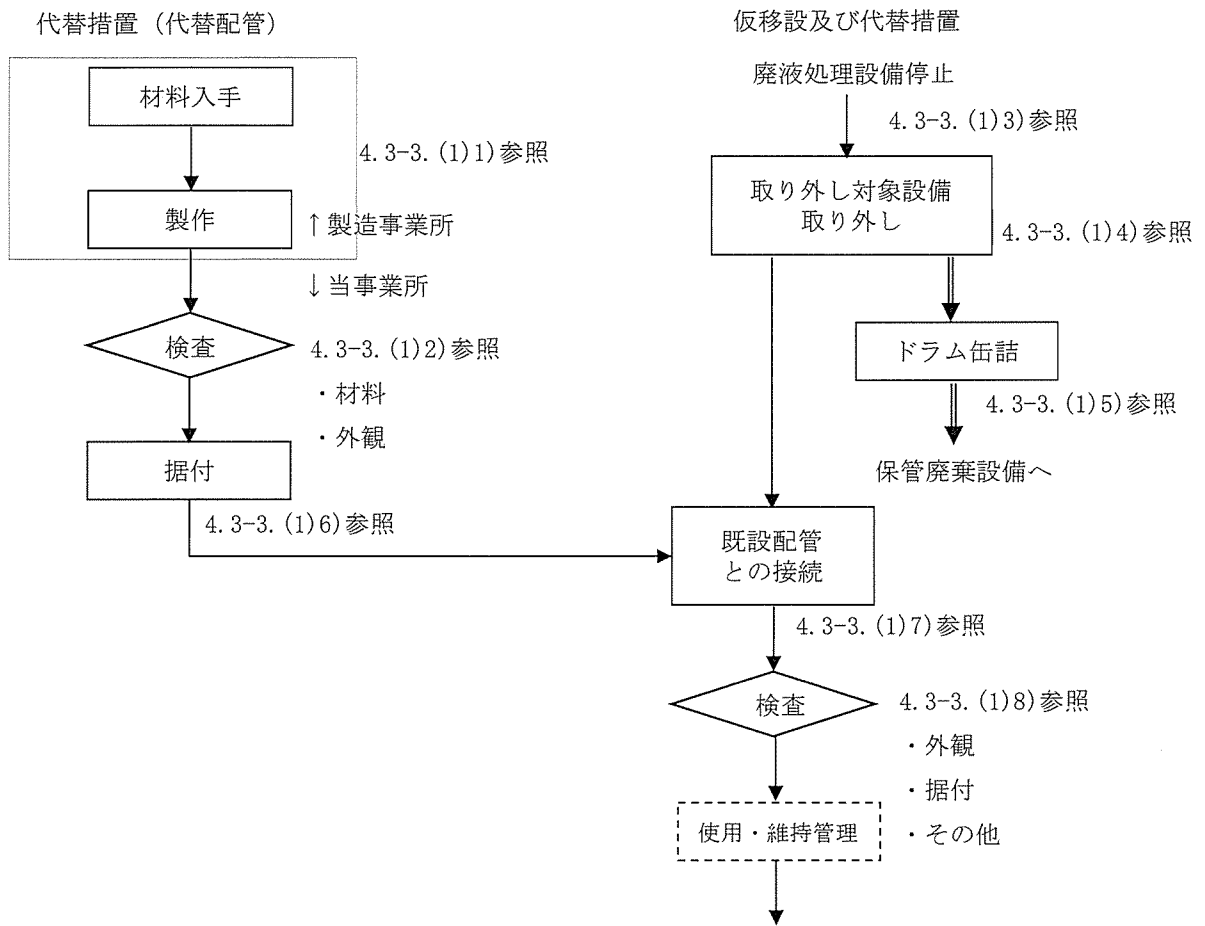 代替措置（代替配管）
材料入手
4.3-3.(1)1)参照
製作
↑製造事業所
↓当事業所
検査
4.3-3.(1)2)参照
・材料
・外観
据付
4.3-3.(1)6)参照
仮移設及び代替措置
廃液処理設備停止
4.3-3.(1)3)参照
取り外し対象設備
取り外し
4.3-3.(1)4)参照
ドラム缶詰
4.3-3.(1)5)参照
保管廃棄設備へ
既設配管
との接続
4.3-3.(1)7)参照
検査
4.3-3.(1)8)参照
・外観
・据付
・その他
使用・維持管理